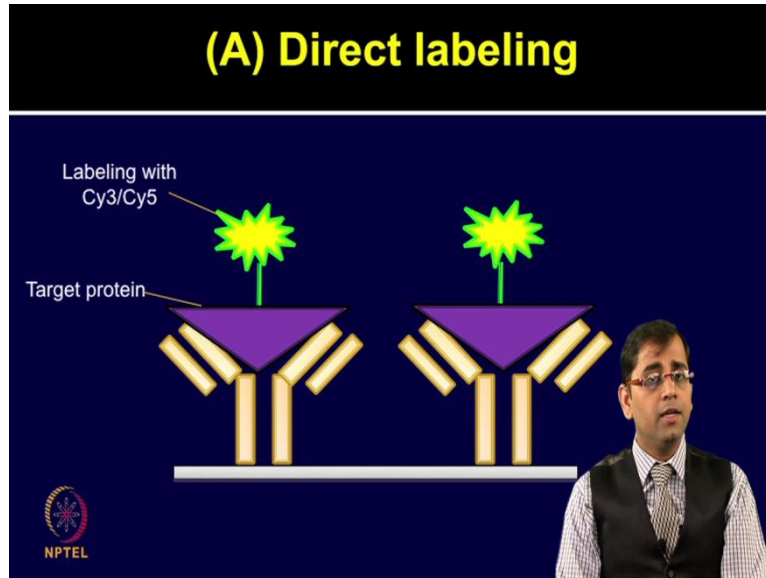 (A) Direct labeling
Labeling with
Cy3/Cy5
Target protein
NPTEL